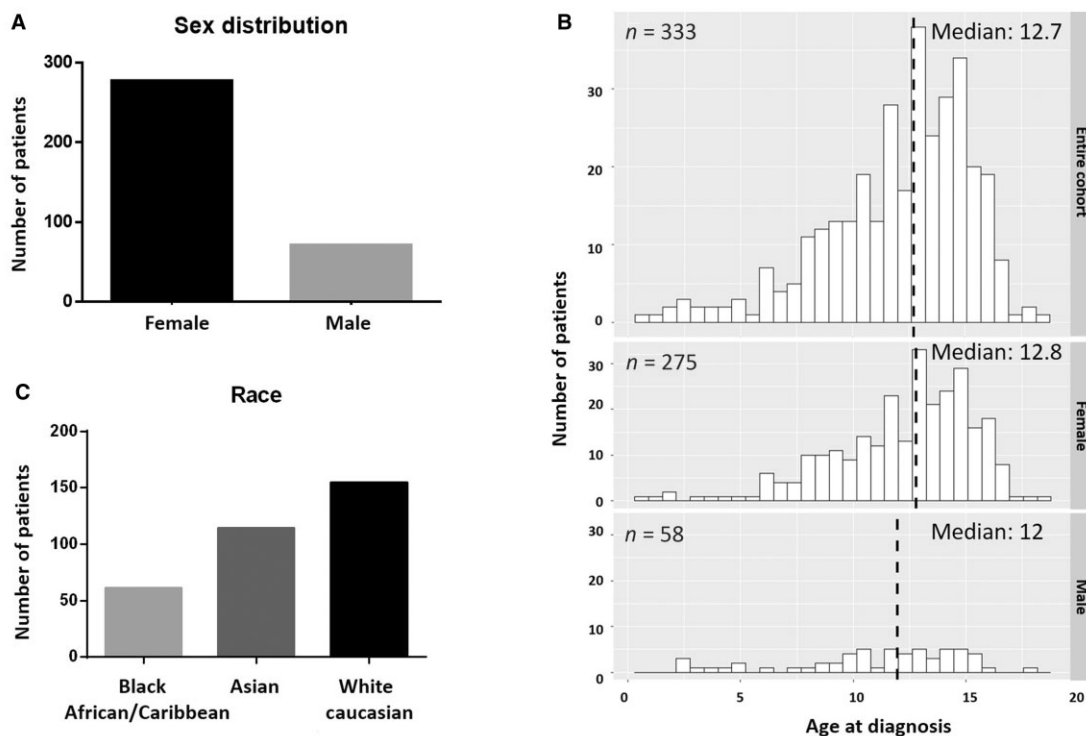 A
Sex distribution
300
200
100
0
Number of patients
Female
Male
C
Race
200
150
100
50
0
Number of patients
Black
African/Caribbean
Asian
White
caucasian
B
n = 333
Median: 12.7
30
20
10
0
Entire cohort
n = 275
Median: 12.8
30
20
10
0
Female
n = 58
Median: 12
30
20
10
0
Male
Number of patients
0
5
10
15
20
Age at diagnosis